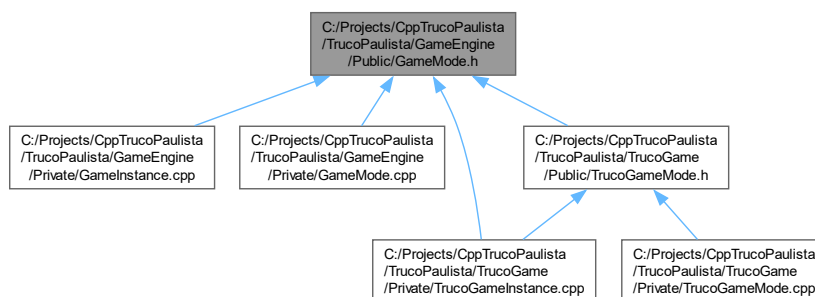 C:/Projects/CppTrucoPaulista
/TrucoPaulista/GameEngine
/Public/GameMode.h
C:/Projects/CppTrucoPaulista
/TrucoPaulista/GameEngine
/Private/GameInstance.cpp
C:/Projects/CppTrucoPaulista
/TrucoPaulista/GameEngine
/Private/GameMode.cpp
C:/Projects/CppTrucoPaulista
/TrucoPaulista/TrucoGame
/Public/TrucoGameMode.h
C:/Projects/CppTrucoPaulista
/TrucoPaulista/TrucoGame
/Private/TrucoGameInstance.cpp
C:/Projects/CppTrucoPaulista
/TrucoPaulista/TrucoGame
/Private/TrucoGameMode.cpp